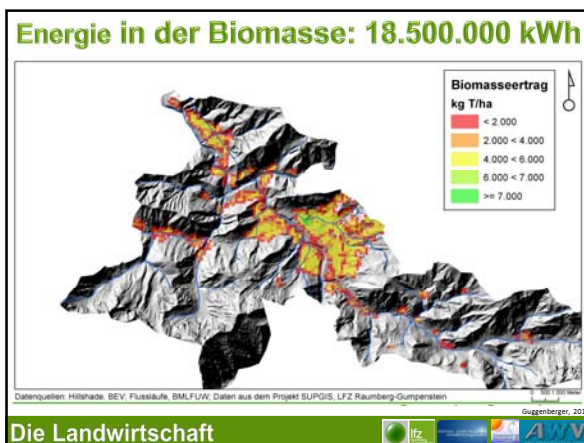 Energie in der Biomasse: 18.500.000 kWh
Biomasseertrag
kg T/ha
< 2.000
2.000 < 4.000
4.000 < 6.000
6.000 < 7.000
>= 7.000
Datenquellen: Hillshade, BEV; Flussläufe, BMLFUW; Daten aus dem Projekt SUPGIS, LFZ Raumberg-Gumpenstein
Guggenberger, 201
Die Landwirtschaft
lfz